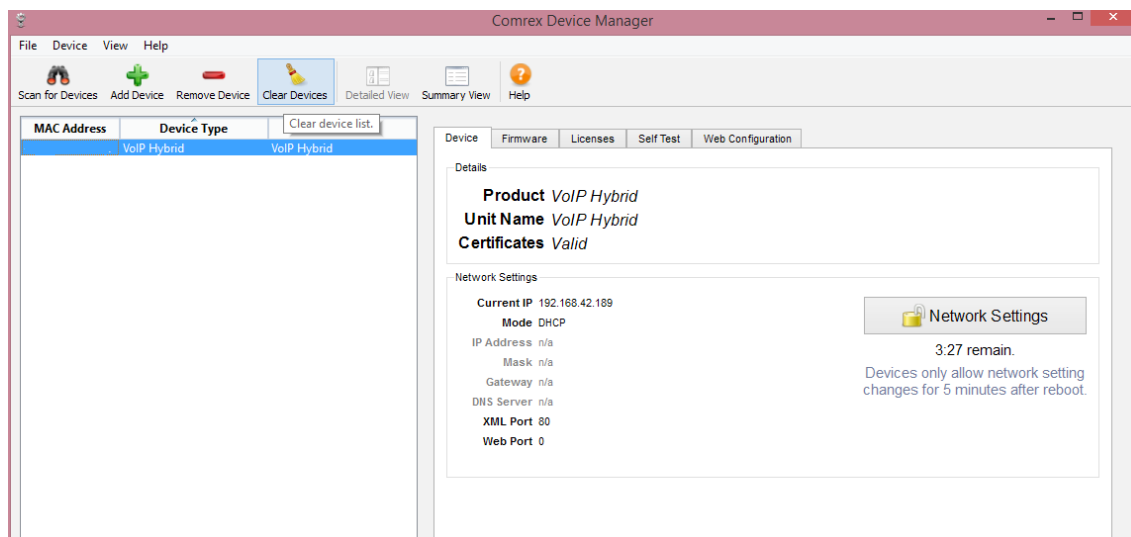 Comrex Device Manager
File Device View Help
Scan for Devices Add Device Remove Device Clear Devices Detailed View Summary View Help
Clear device list.
MAC Address Device Type
VoIP Hybrid VoIP Hybrid
Device Firmware Licenses Self Test Web Configuration
Details
Product VoIP Hybrid
Unit Name VoIP Hybrid
Certificates Valid
Network Settings
Current IP 192.168.42.189
Mode DHCP
IP Address n/a
Mask n/a
Gateway n/a
DNS Server n/a
XML Port 80
Web Port 0
Network Settings
3:27 remain.
Devices only allow network setting
changes for 5 minutes after reboot.